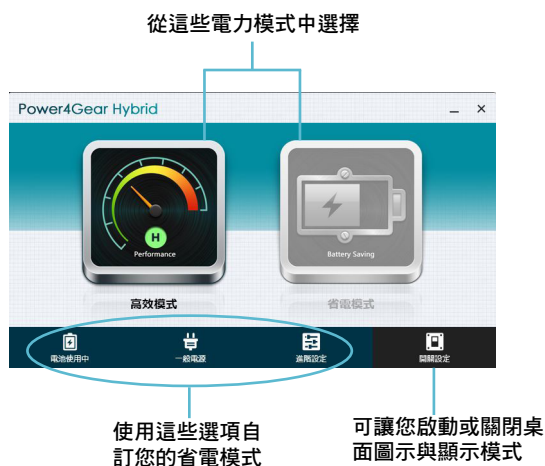 從這些電力模式中選擇
Power4Gear Hybrid
H
Performance
Battery Saving
高效模式
省電模式
電池使用中
一般電源
進階設定
開關設定
使用這些選項自
訂您的省電模式
可讓您啟動或關閉桌
面圖示與顯示模式